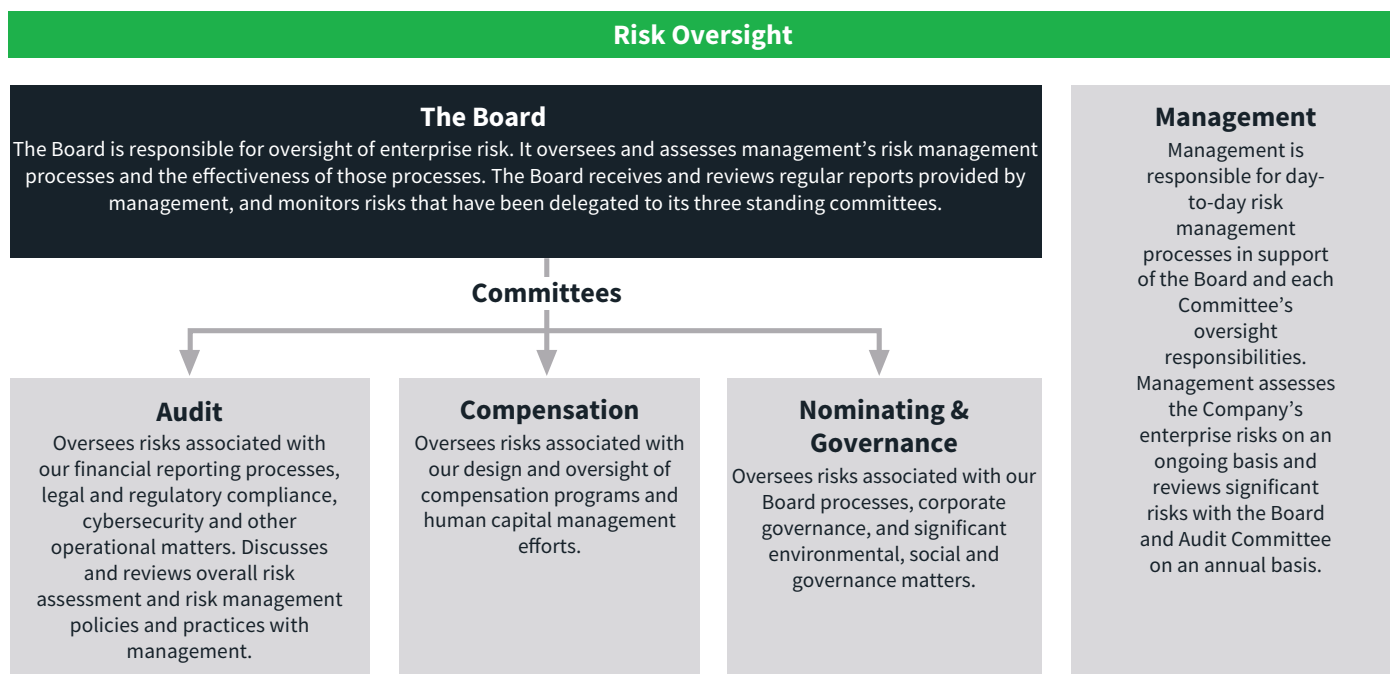 Risk Oversight
The Board
The Board is responsible for oversight of enterprise risk. It oversees and assesses management’s risk management
processes and the effectiveness of those processes. The Board receives and reviews regular reports provided by
management, and monitors risks that have been delegated to its three standing committees.
Committees
Audit
Oversees risks associated with
our financial reporting processes,
legal and regulatory compliance,
cybersecurity and other
operational matters. Discusses
and reviews overall risk
assessment and risk management
policies and practices with
management.
Compensation
Oversees risks associated with
our design and oversight of
compensation programs and
human capital management
efforts.
Nominating &
Governance
Oversees risks associated with our
Board processes, corporate
governance, and significant
environmental, social and
governance matters.
Management
Management is
responsible for day-
to-day risk
management
processes in support
of the Board and each
Committee’s
oversight
responsibilities.
Management assesses
the Company’s
enterprise risks on an
ongoing basis and
reviews significant
risks with the Board
and Audit Committee
on an annual basis.